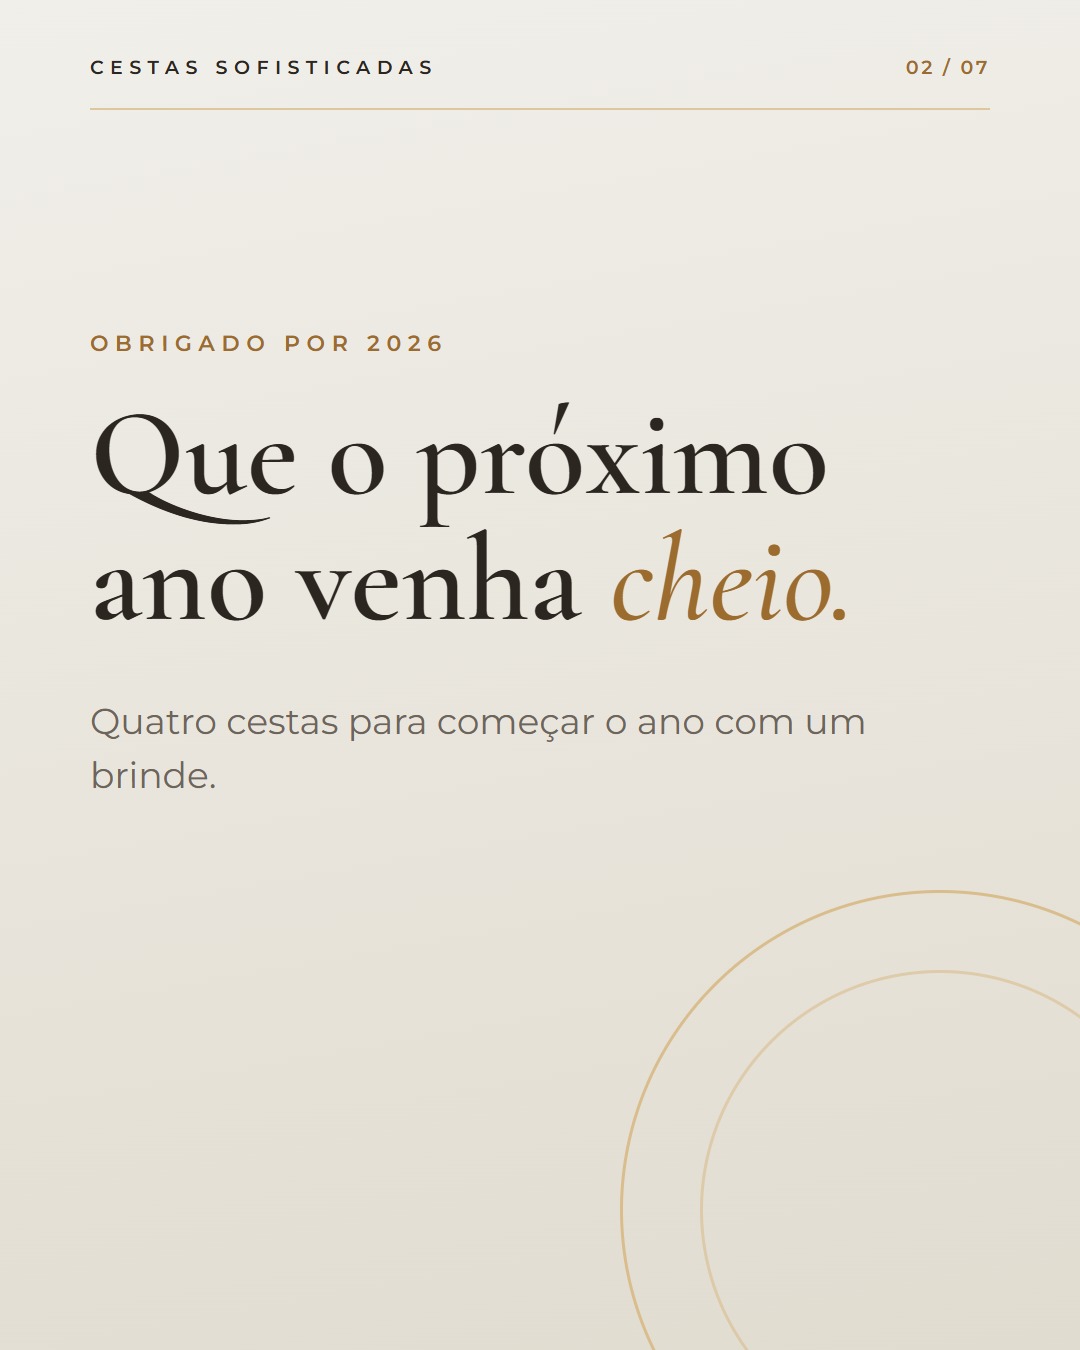 CESTAS SOFISTICADAS
02 / 07
OBRIGADO POR 2026
Que o próximo
ano venha cheio.
Quatro cestas para começar o ano com um
brinde.